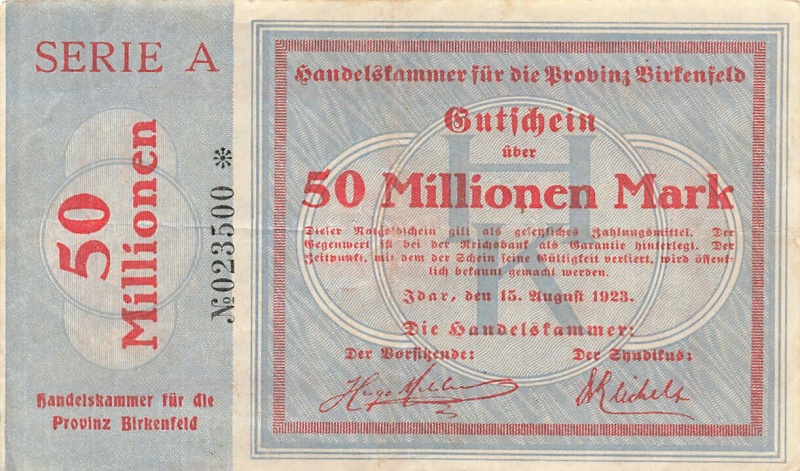 SERIE A
50
Millionen
№023500 *
Handelskammer für die
Provinz Birkenfeld
Handelskammer für die Provinz Birkenfeld
Gutschein
über
50 Millionen Mark
HK
Dieser Notgeldschein gilt als gesetzliches Zahlungsmittel. Der
Gegenwert ist bei der Reichsbank als Garantie hinterlegt. Der
Zeitpunkt, mit dem der Schein seine Gültigkeit verliert, wird öffent-
lich bekannt gemacht werden.
Idar, den 15. August 1923.
Die Handelskammer:
Der Vorsitzende: Der Syndikus:
Hugo